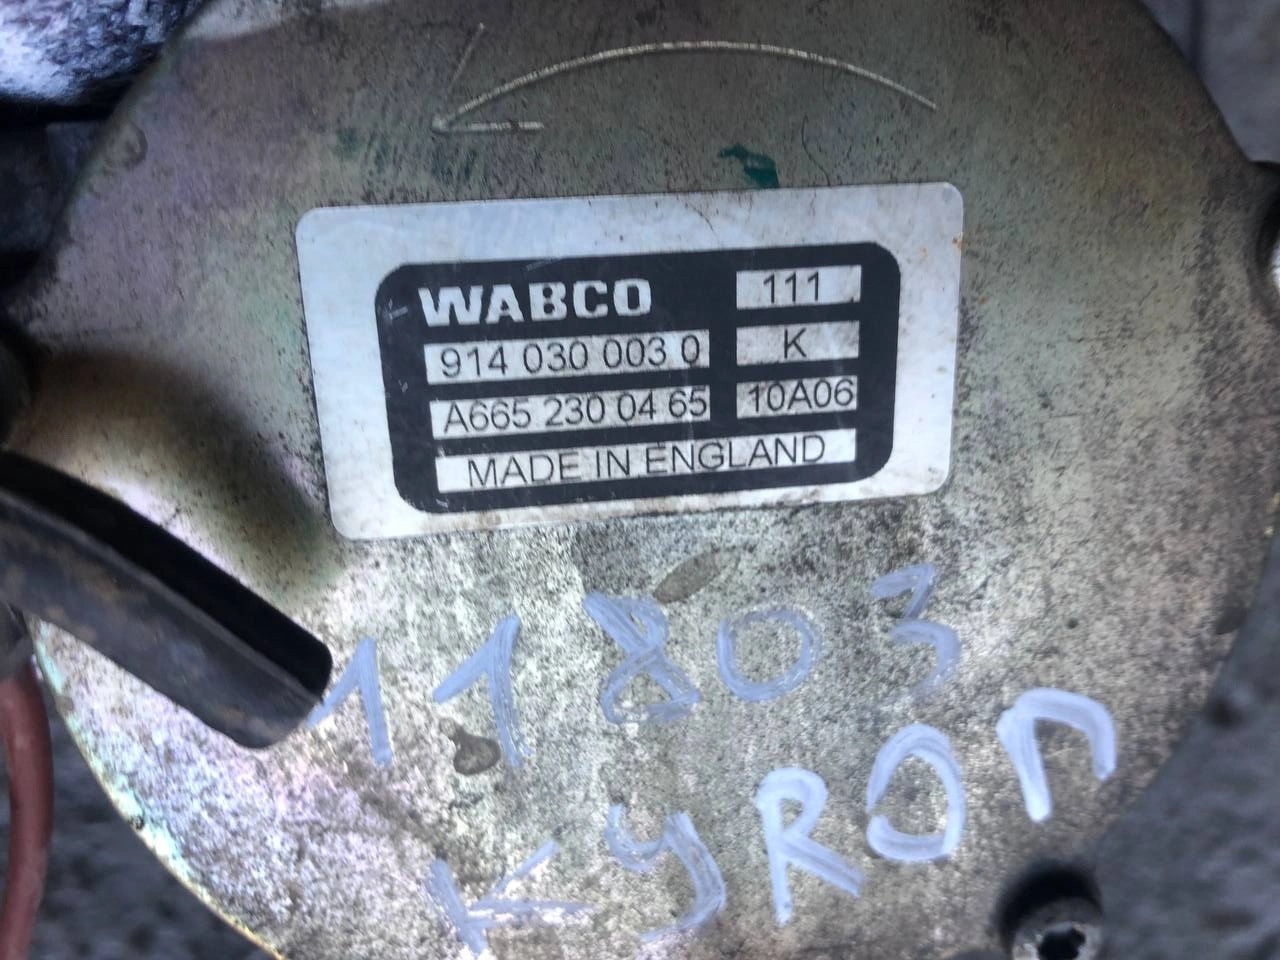 WABCO 111
914 030 003 0 K
A665 230 04 65 10A06
MADE IN ENGLAND
11803
KYRON